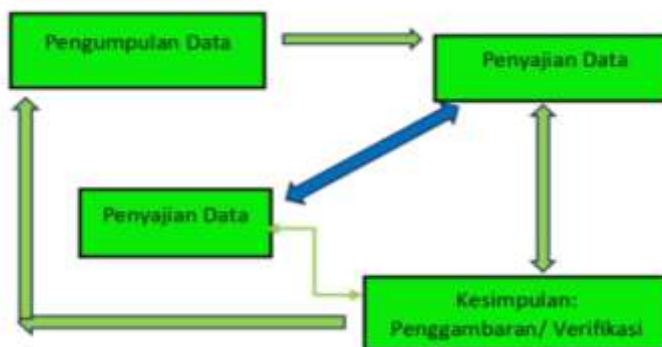 Pengumpulan Data
Penyajian Data
Penyajian Data
Kesimpulan:
Penggambaran/ Verifikasi